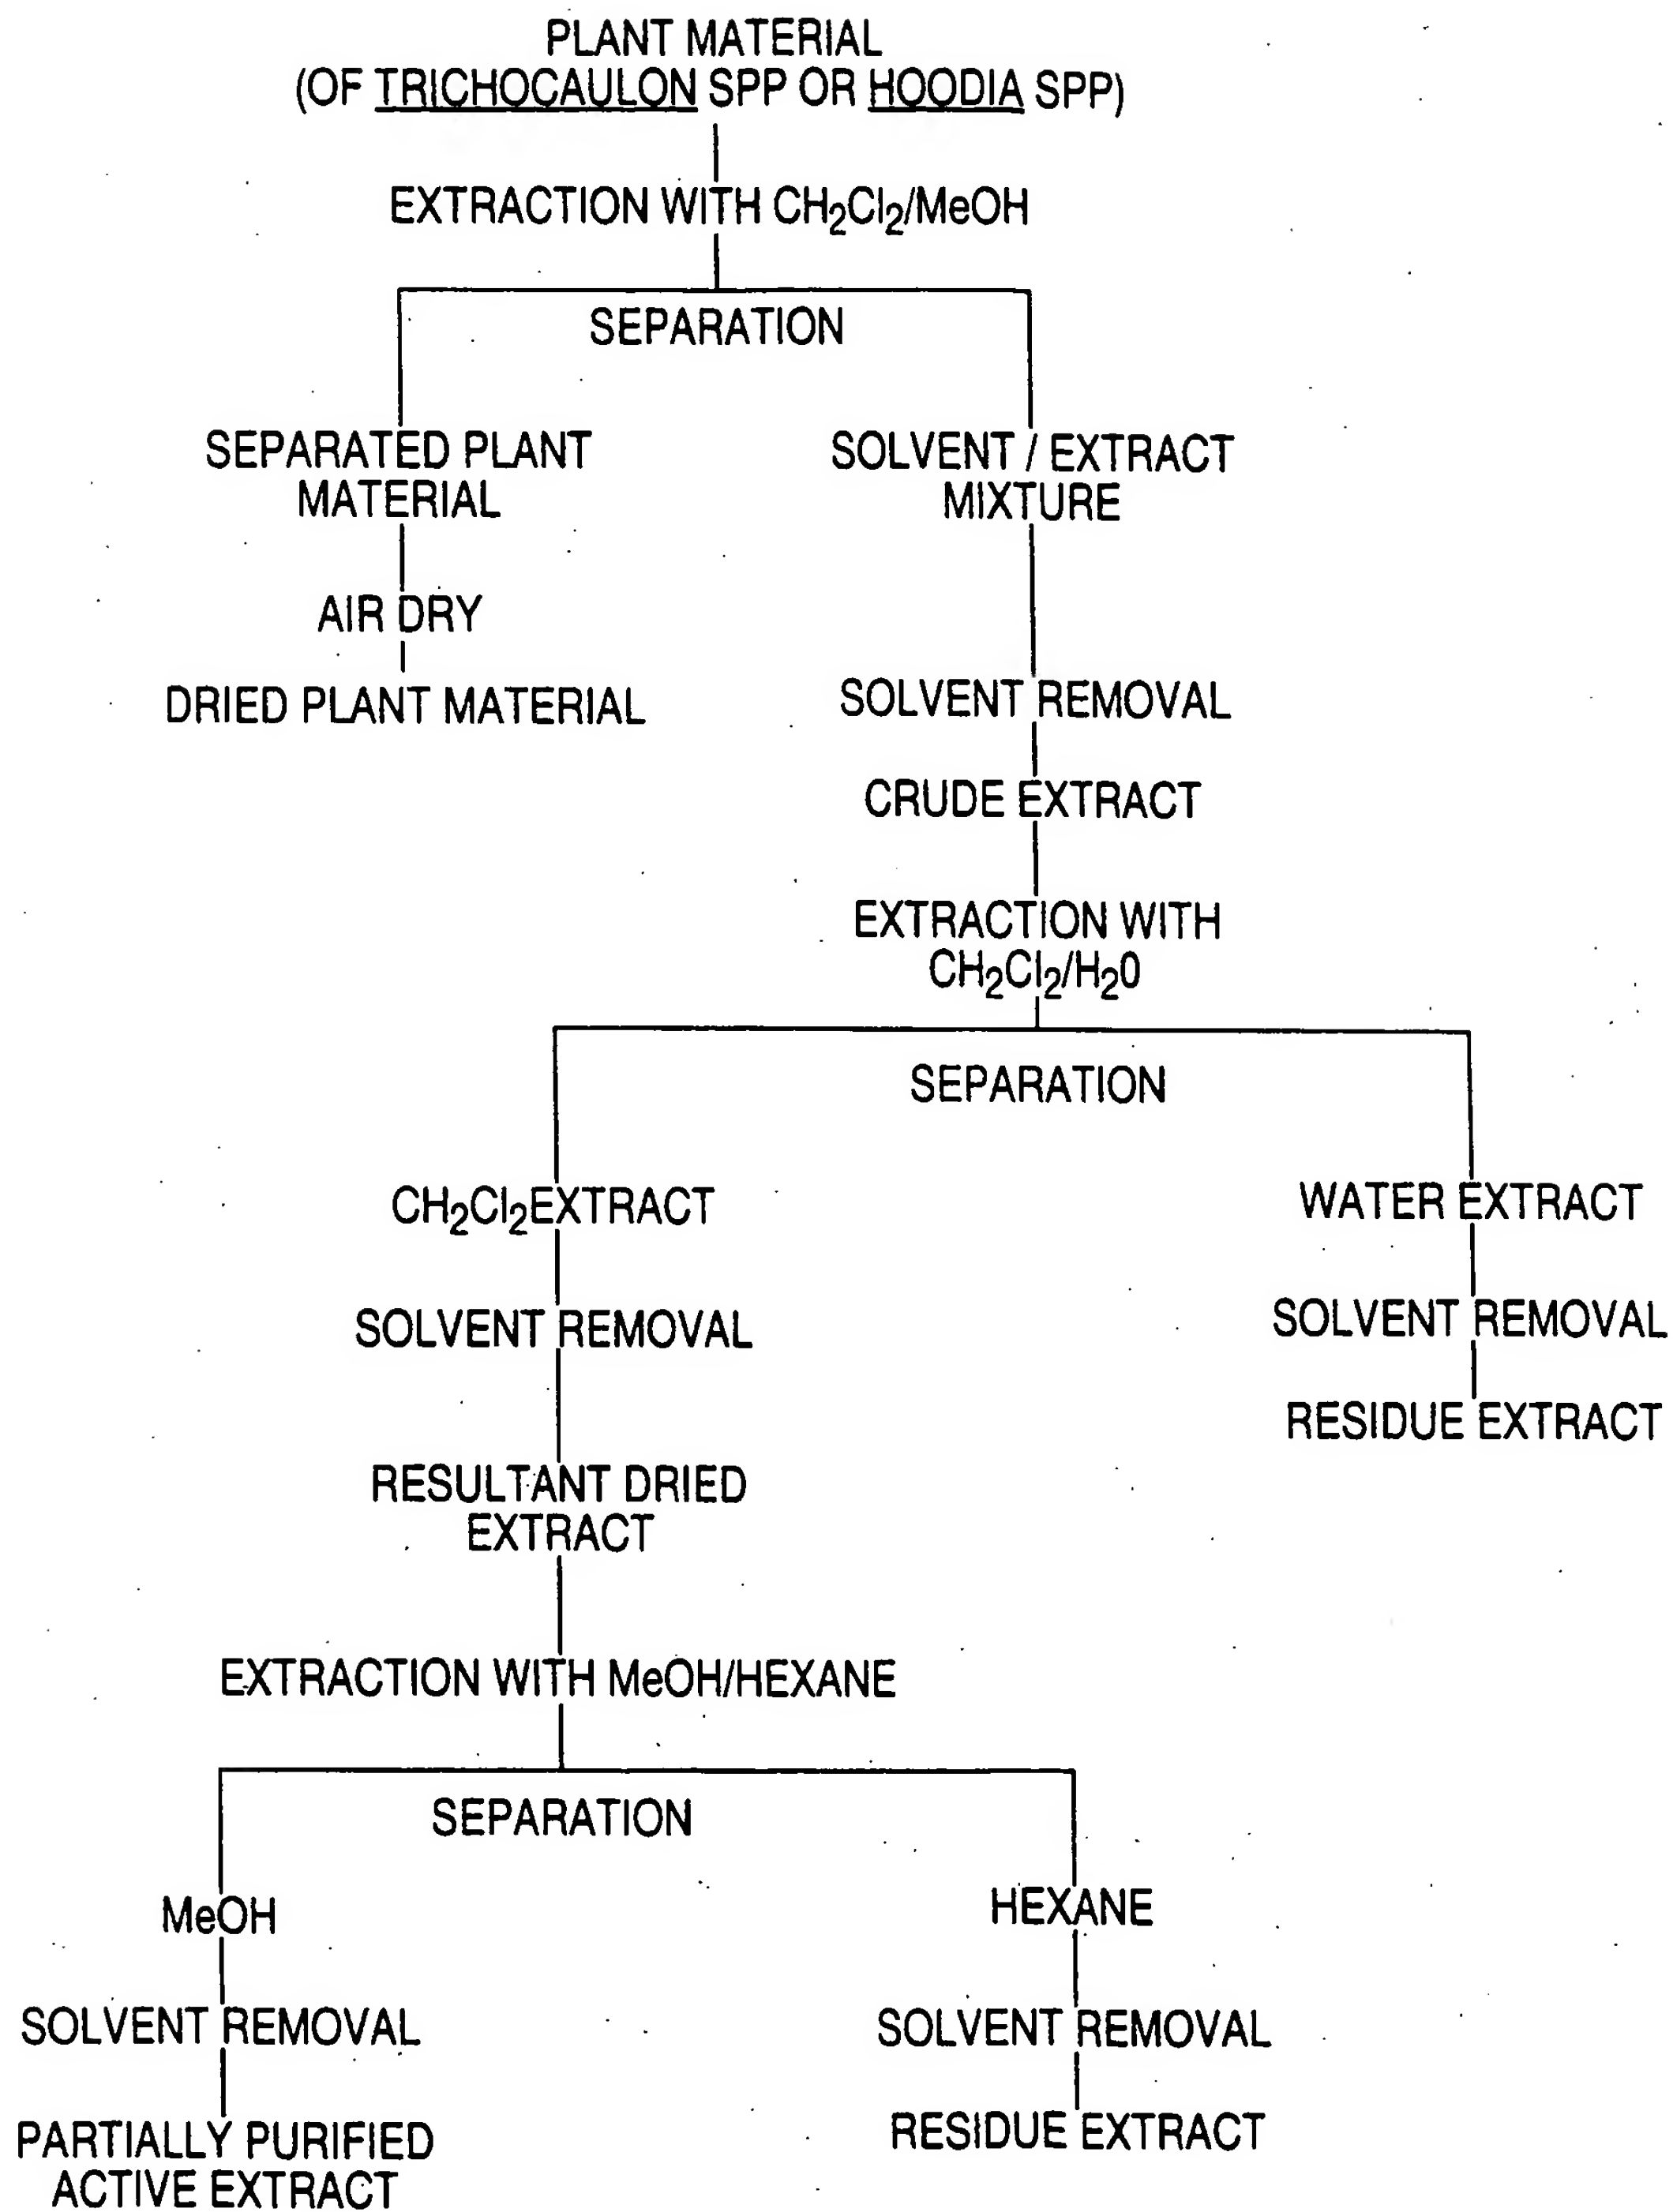 PLANT MATERIAL
(OF TRICHOCAULON SPP OR HOODIA SPP)
EXTRACTION WITH CH₂Cl₂/MeOH
SEPARATION
SEPARATED PLANT
MATERIAL
SOLVENT / EXTRACT
MIXTURE
AIR DRY
DRIED PLANT MATERIAL
SOLVENT REMOVAL
CRUDE EXTRACT
EXTRACTION WITH
CH₂Cl₂/H₂0
SEPARATION
CH₂Cl₂EXTRACT
WATER EXTRACT
SOLVENT REMOVAL
SOLVENT REMOVAL
RESIDUE EXTRACT
RESULTANT DRIED
EXTRACT
EXTRACTION WITH MeOH/HEXANE
SEPARATION
MeOH
HEXANE
SOLVENT REMOVAL
SOLVENT REMOVAL
PARTIALLY PURIFIED
ACTIVE EXTRACT
RESIDUE EXTRACT